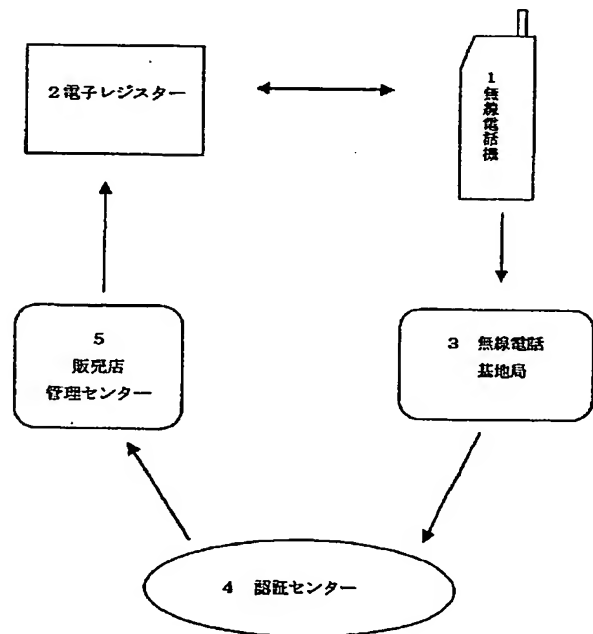 2電子レジスター
1
無線電話機
5
販売店
管理センター
3 無線電話
基地局
4 認証センター